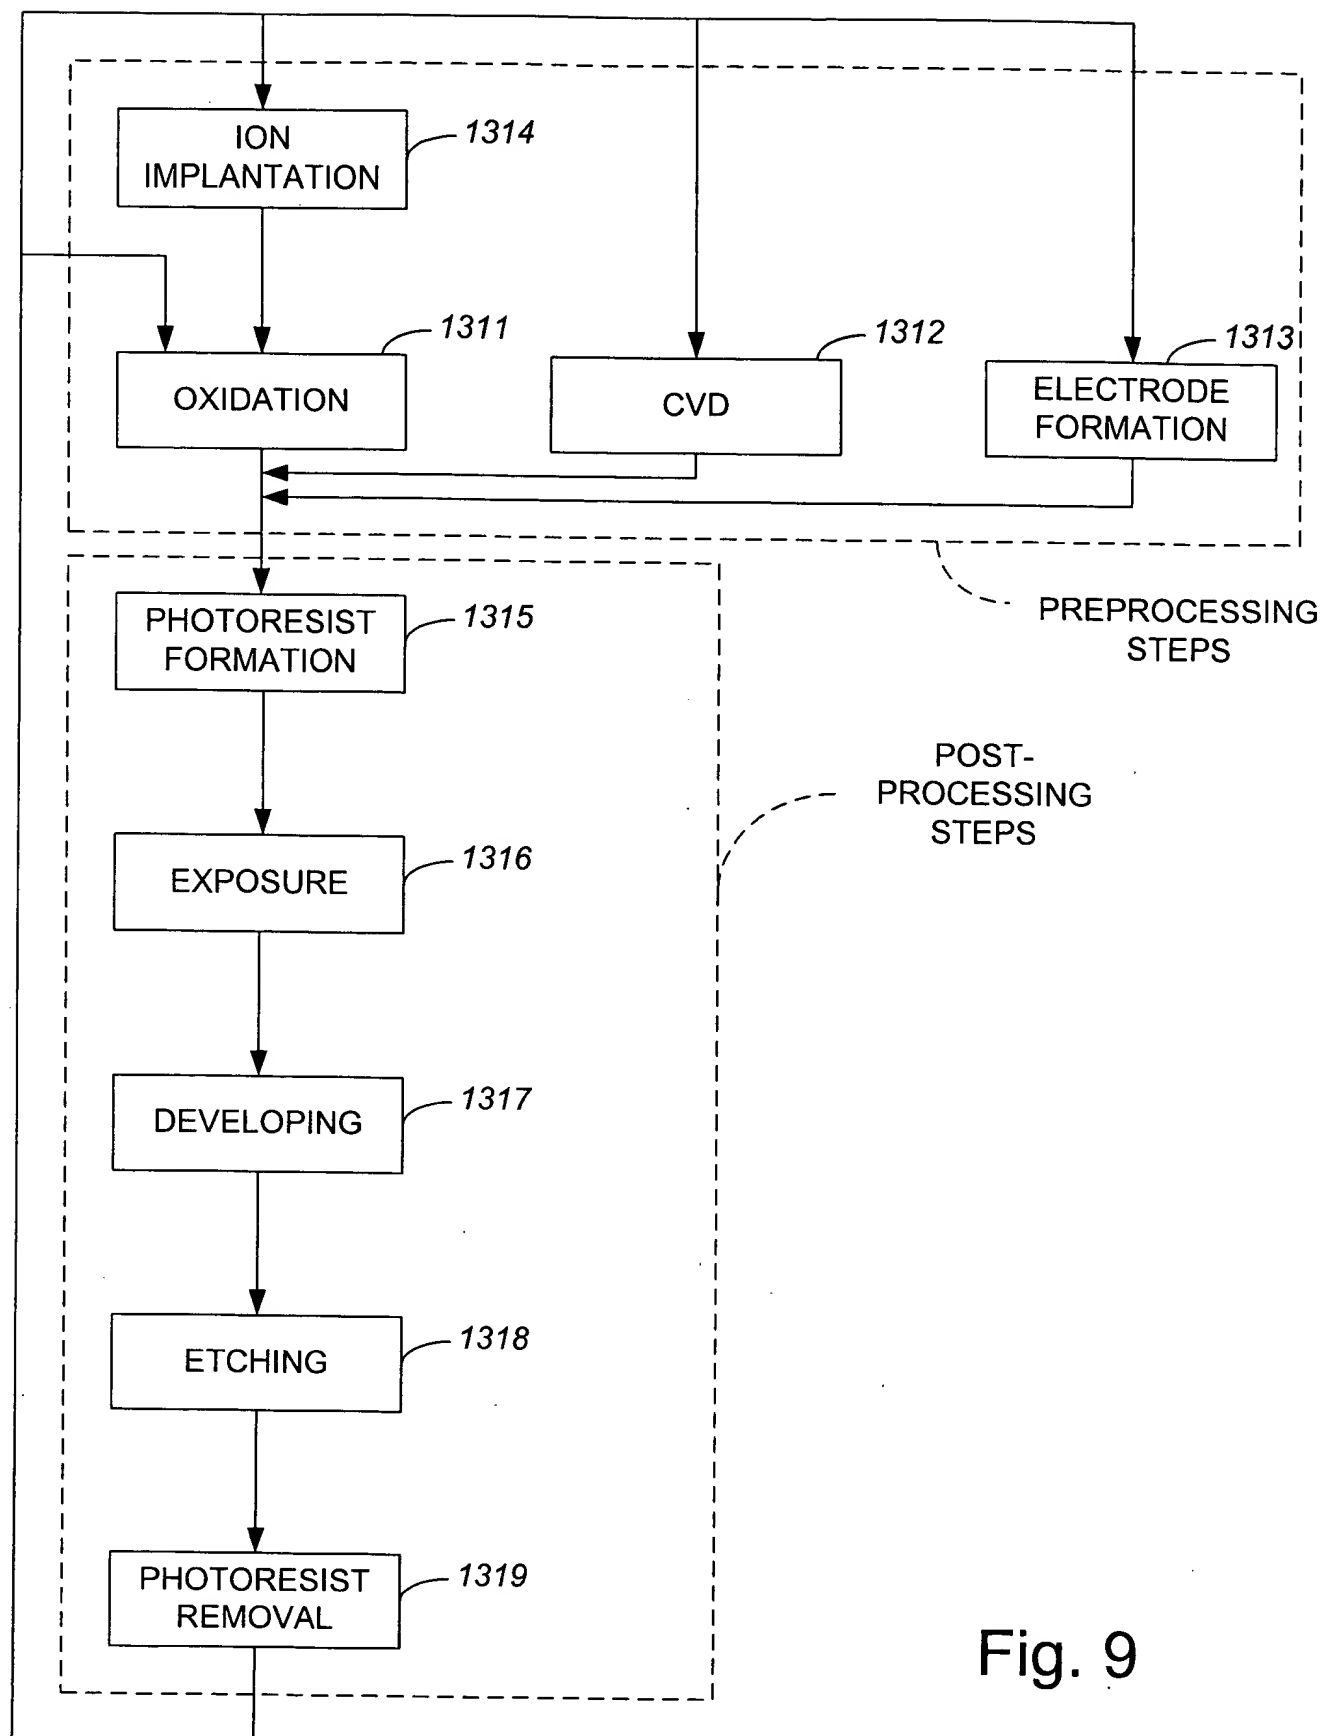 ION
IMPLANTATION
1314
1311
1312
1313
OXIDATION
CVD
ELECTRODE
FORMATION
PHOTORESIST
FORMATION
1315
PREPROCESSING
STEPS
POST-
PROCESSING
STEPS
EXPOSURE
1316
DEVELOPING
1317
ETCHING
1318
PHOTORESIST
REMOVAL
1319
Fig. 9